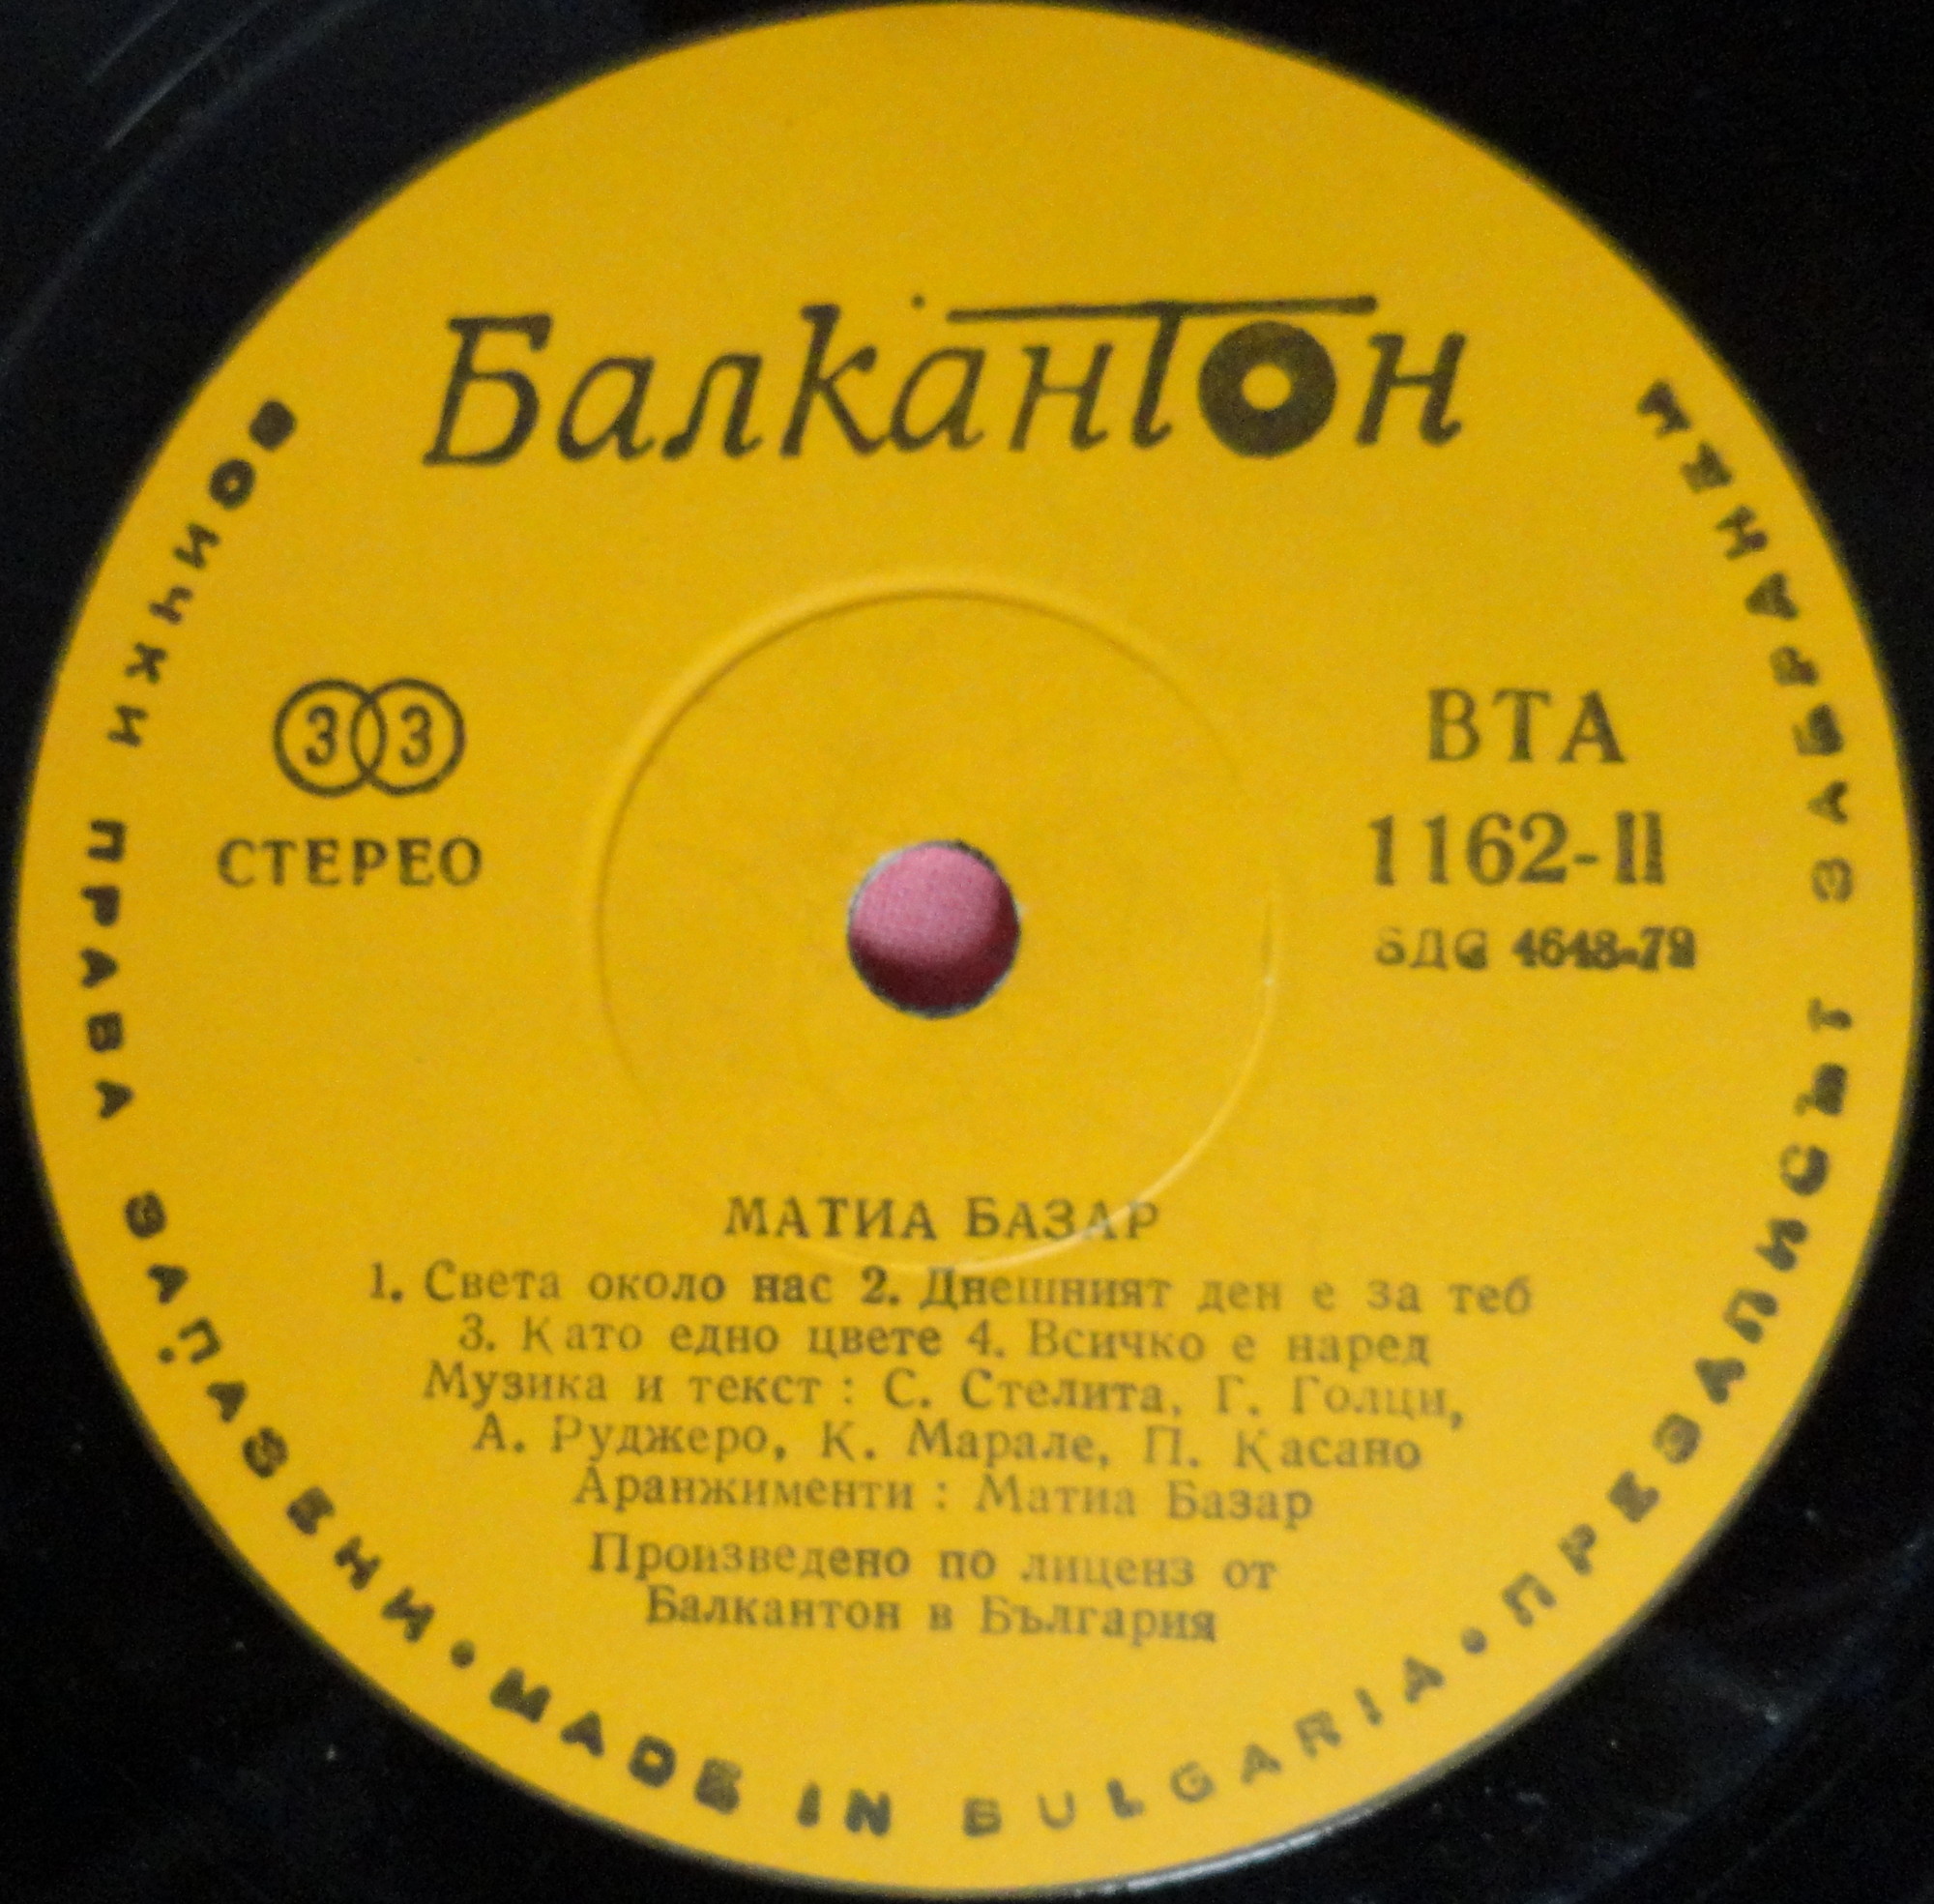 Балкантон
33
СТЕРЕО
ВТА
1162-II
БДС 4648-79
МАТИА БАЗАР
1. Света около нас 2. Днешният ден е за теб
3. Като едно цвете 4. Всичко е наред
Музика и текст : С. Стелита, Г. Голци,
А. Руджеро, К. Марале, П. Касано
Аранжименти : Матиа Базар
Произведено по лиценз от
Балкантон в България
ВСИЧКИ ПРАВА ЗАПАЗЕНИ • MADE IN BULGARIA • ПРЕЗАПИСЪТ ЗАБРАНЕН